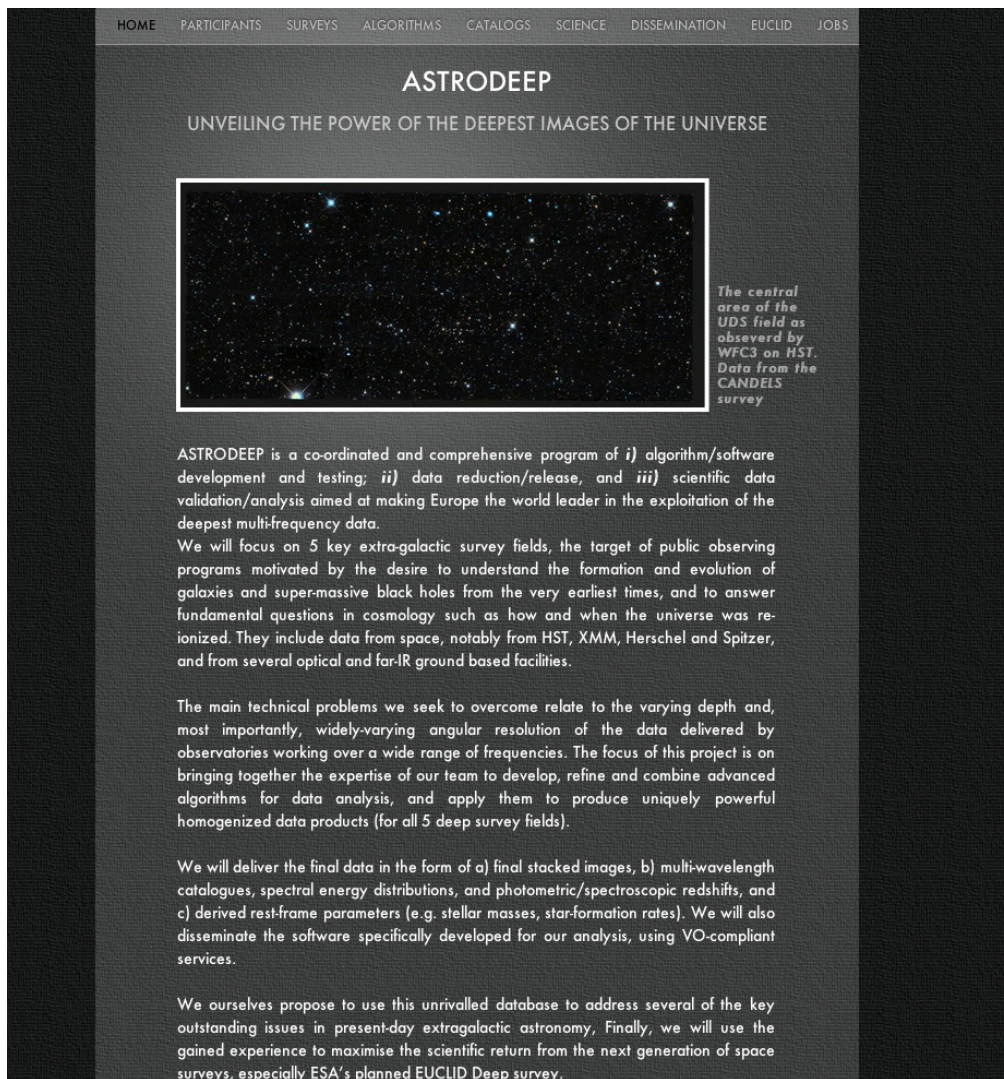 HOME PARTICIPANTS SURVEYS ALGORITHMS CATALOGS SCIENCE DISSEMINATION EUCLID JOBS
ASTRODEEP
UNVEILING THE POWER OF THE DEEPEST IMAGES OF THE UNIVERSE
The central
area of the
UDS field as
obseverd by
WFC3 on HST.
Data from the
CANDELS
survey
ASTRODEEP is a co-ordinated and comprehensive program of i) algorithm/software
development and testing; ii) data reduction/release, and iii) scientific data
validation/analysis aimed at making Europe the world leader in the exploitation of the
deepest multi-frequency data.
We will focus on 5 key extra-galactic survey fields, the target of public observing
programs motivated by the desire to understand the formation and evolution of
galaxies and super-massive black holes from the very earliest times, and to answer
fundamental questions in cosmology such as how and when the universe was re-
ionized. They include data from space, notably from HST, XMM, Herschel and Spitzer,
and from several optical and far-IR ground based facilities.
The main technical problems we seek to overcome relate to the varying depth and,
most importantly, widely-varying angular resolution of the data delivered by
observatories working over a wide range of frequencies. The focus of this project is on
bringing together the expertise of our team to develop, refine and combine advanced
algorithms for data analysis, and apply them to produce uniquely powerful
homogenized data products (for all 5 deep survey fields).
We will deliver the final data in the form of a) final stacked images, b) multi-wavelength
catalogues, spectral energy distributions, and photometric/spectroscopic redshifts, and
c) derived rest-frame parameters (e.g. stellar masses, star-formation rates). We will also
disseminate the software specifically developed for our analysis, using VO-compliant
services.
We ourselves propose to use this unrivalled database to address several of the key
outstanding issues in present-day extragalactic astronomy, Finally, we will use the
gained experience to maximise the scientific return from the next generation of space
surveys, especially ESA's planned EUCLID Deep survey.